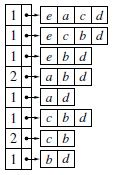 1 e a c d
1 e c b d
1 e b d
2 a b d
1 a d
1 c b d
2 c b
1 b d